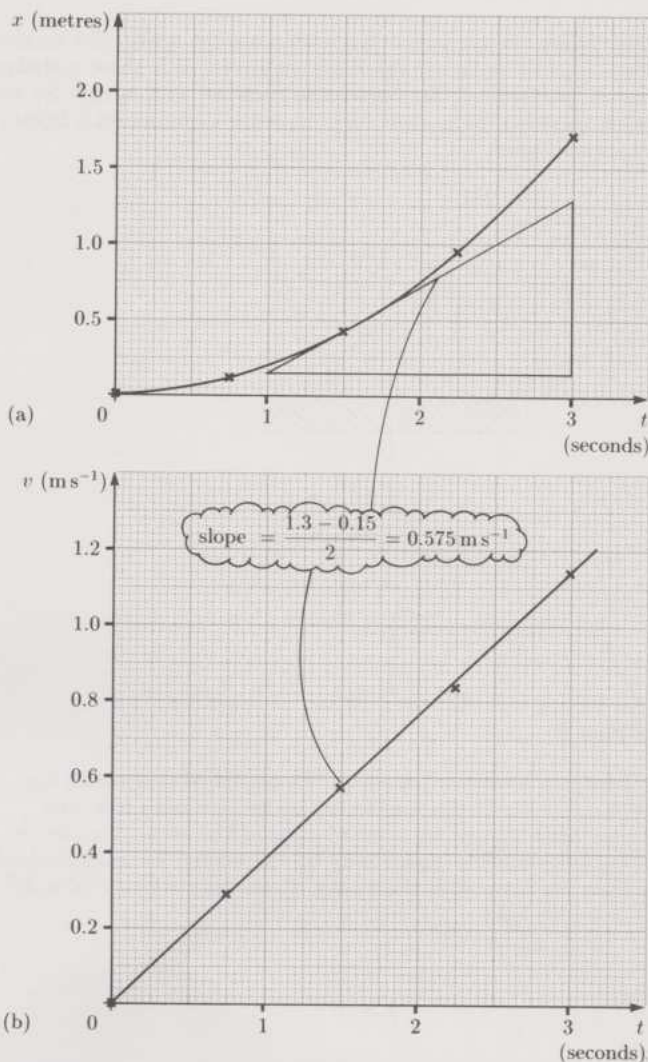 x (metres)
2.0
1.5
1.0
0.5
(a)
0
1
2
3
t
(seconds)
v (m s⁻¹)
slope = (1.3 − 0.15)/2 = 0.575 m s⁻¹
1.2
1.0
0.8
0.6
0.4
0.2
(b)
0
1
2
3
t
(seconds)